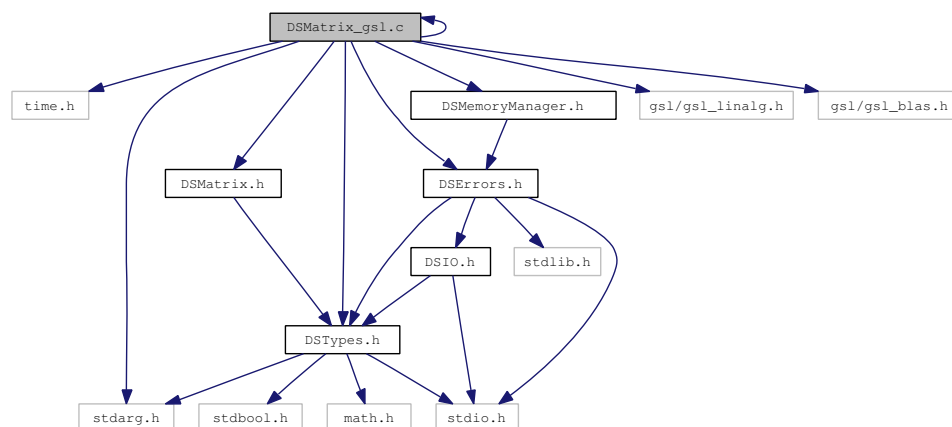 DSMatrix_gsl.c
time.h
DSMemoryManager.h
gsl/gsl_linalg.h
gsl/gsl_blas.h
DSMatrix.h
DSErrors.h
DSIO.h
stdlib.h
DSTypes.h
stdarg.h
stdbool.h
math.h
stdio.h